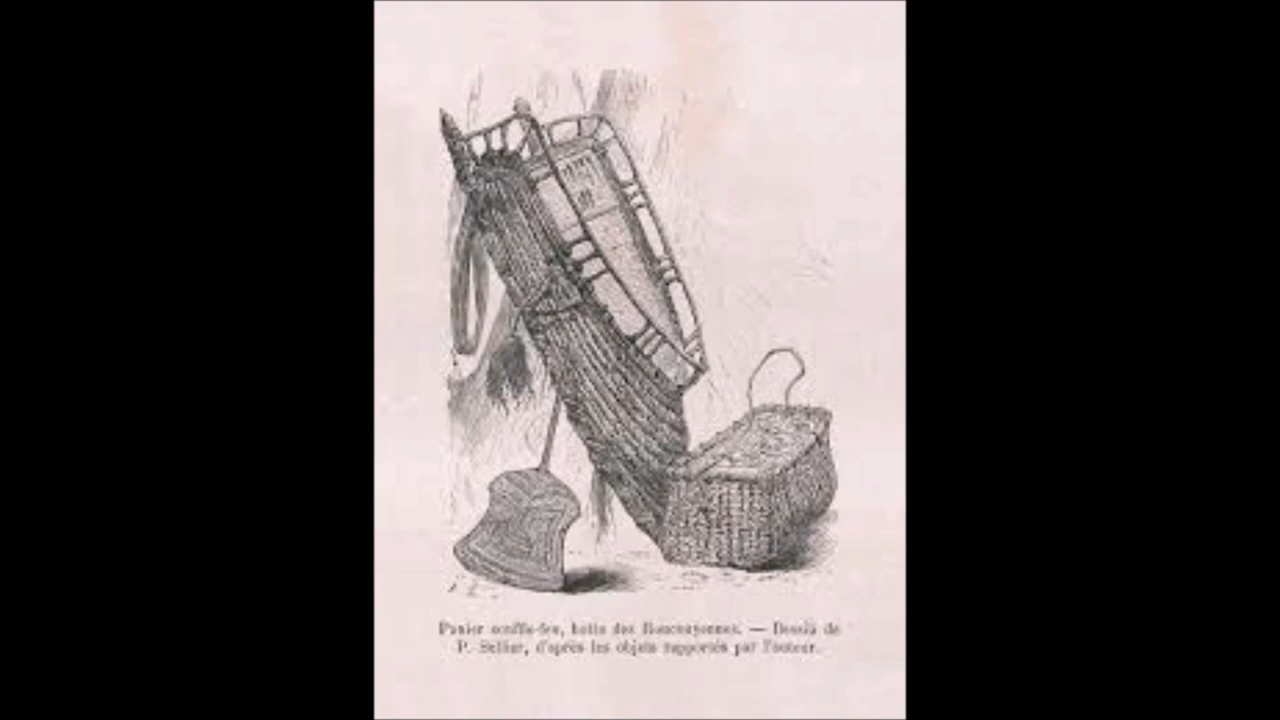 Panier souffle-feu, hotte des Roucouyennes. — Dessin de
P. Sellier, d'après les objets rapportés par l'auteur.